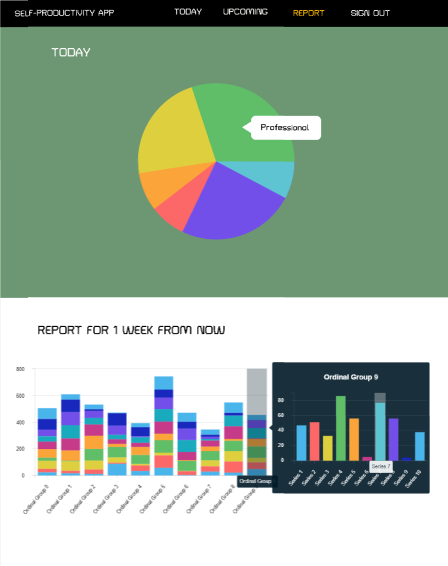 SELF-PRODUCTIVITY APP
TODAY
UPCOMING
REPORT
SIGN OUT
TODAY
Professional
REPORT FOR 1 WEEK FROM NOW
800
600
400
200
0
Ordinal Group 0
Ordinal Group 1
Ordinal Group 2
Ordinal Group 3
Ordinal Group 4
Ordinal Group 5
Ordinal Group 6
Ordinal Group 7
Ordinal Group 8
Ordinal Group
Ordinal Group
Ordinal Group 9
80
60
40
20
0
Series 1
Series 2
Series 3
Series 4
Series 5
Series
Series 7
Series 8
Series 9
Series 10